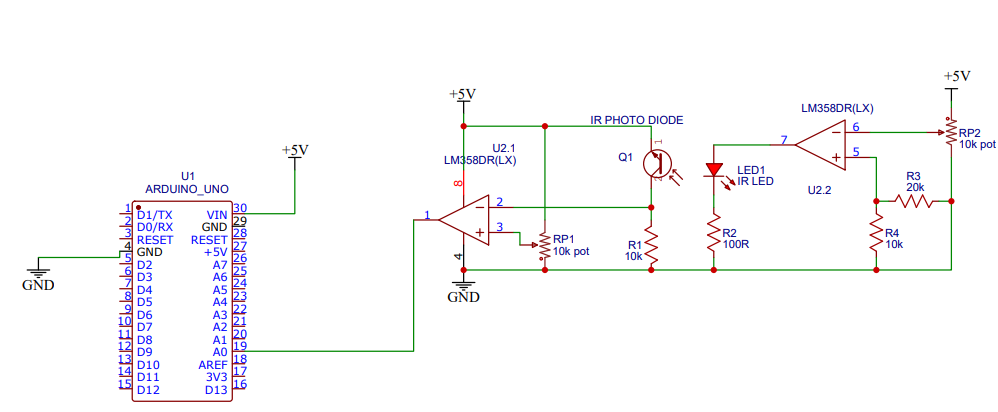 +5V
LM358DR(LX)
6
7
5
RP2
10k pot
U2.2
R3
20k
R4
10k
+5V
IR PHOTO DIODE
U2.1
LM358DR(LX)
Q1
1
LED1
IR LED
8
2
1
3
4
RP1
10k pot
R1
10k
R2
100R
GND
+5V
U1
ARDUINO_UNO
1 D1/TX VIN 30
2 D0/RX GND 29
3 RESET RESET 28
4 GND +5V 27
5 D2 A7 26
6 D3 A6 25
7 D4 A5 24
8 D5 A4 23
9 D6 A3 22
10 D7 A2 21
11 D8 A1 20
12 D9 A0 19
13 D10 AREF 18
14 D11 3V3 17
15 D12 D13 16
GND